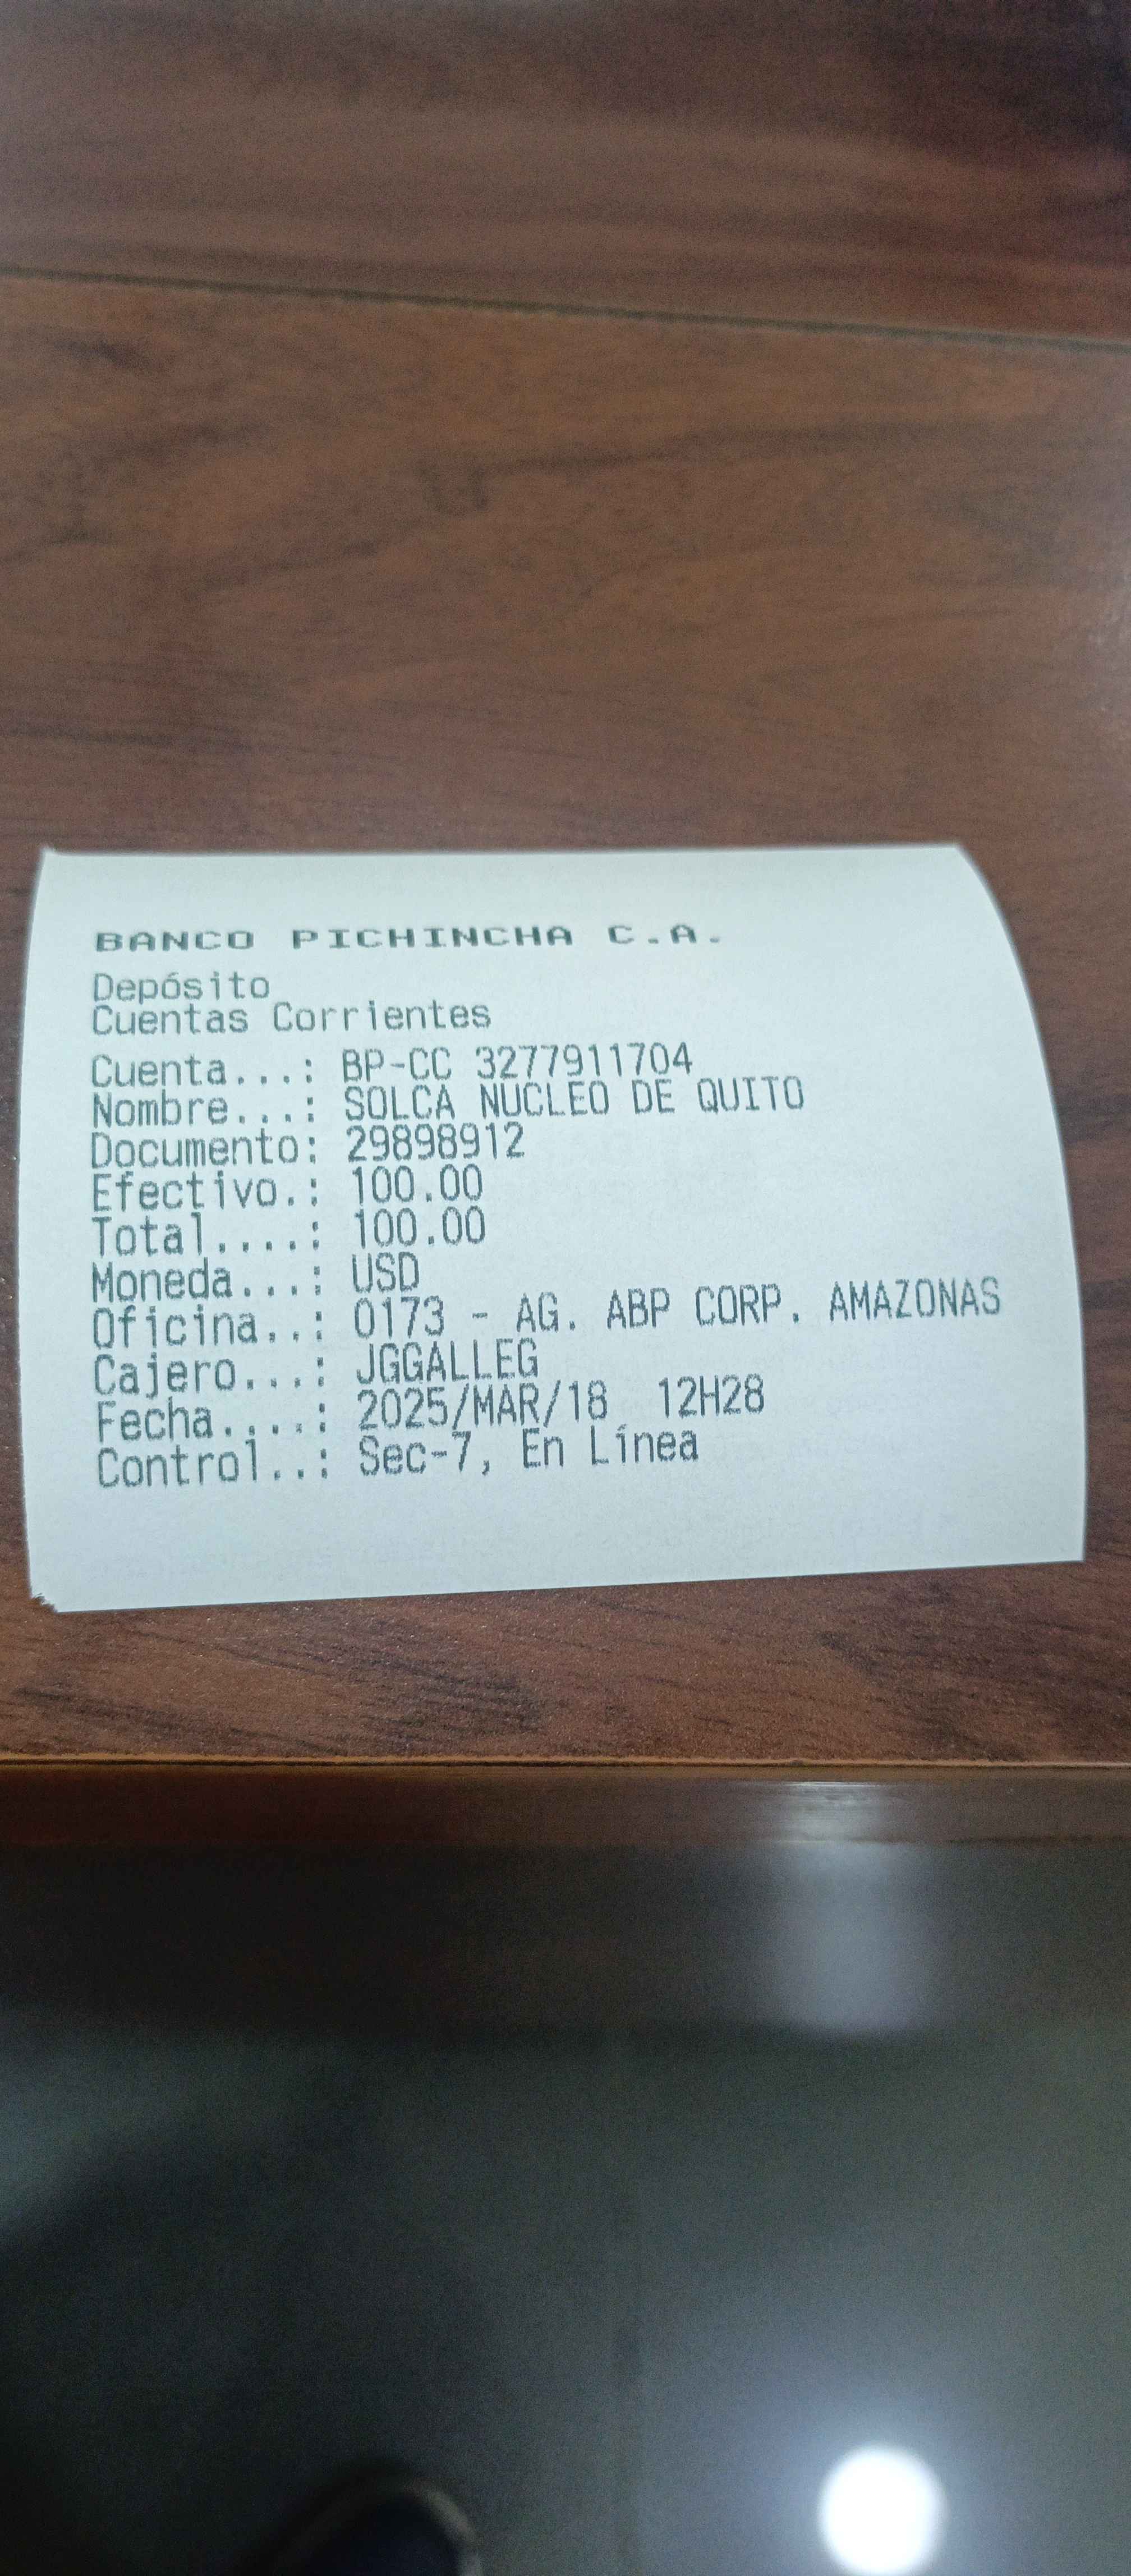 BANCO PICHINCHA C.A.
Depósito
Cuentas Corrientes
Cuenta...: BP-CC 3277911704
Nombre...: SOLCA NUCLEO DE QUITO
Documento: 29898912
Efectivo.: 100.00
Total....: 100.00
Moneda...: USD
Oficina..: 0173 - AG. ABP CORP. AMAZONAS
Cajero...: JGGALLEG
Fecha....: 2025/MAR/18 12H28
Control..: Sec-7, En Línea